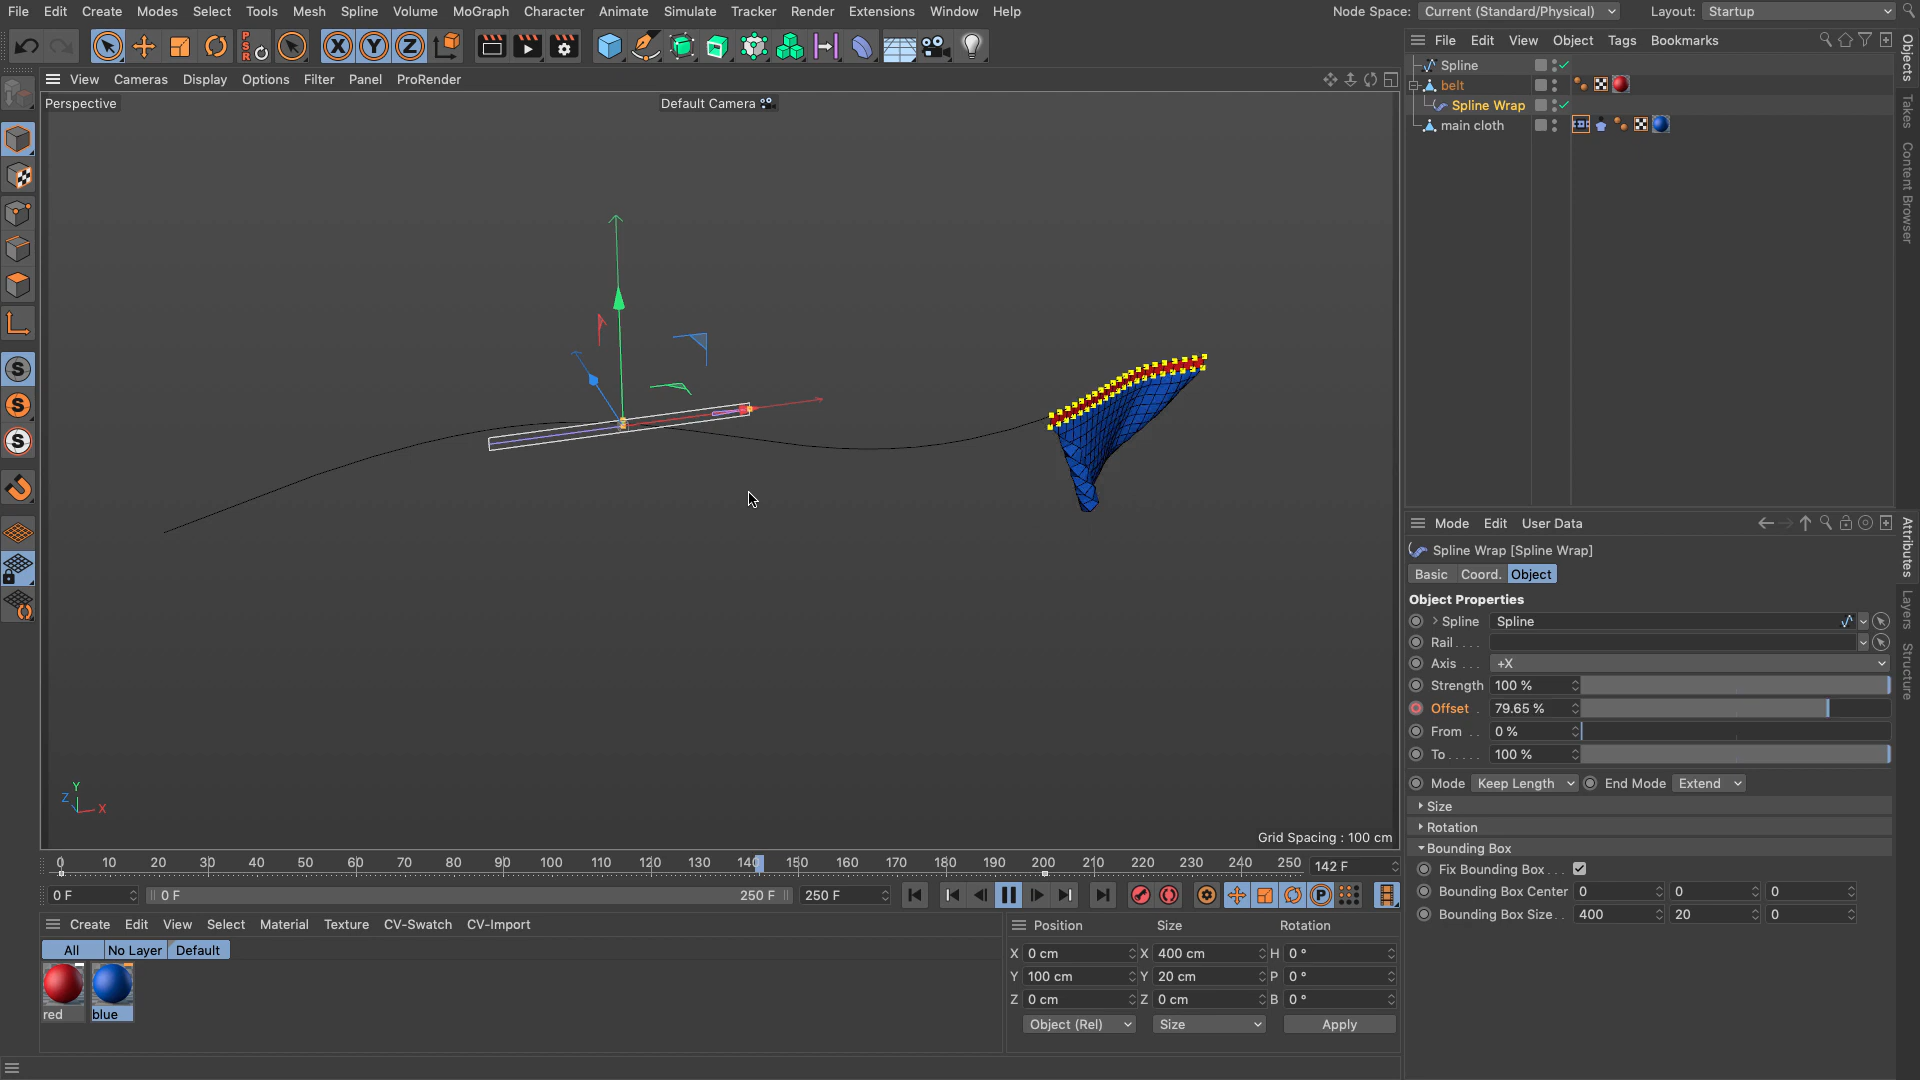 File Edit Create Modes Select Tools Mesh Spline Volume MoGraph Character Animate Simulate Tracker Render Extensions Window Help Node Space: Current (Standard/Physical) Layout: Startup
PSR X Y Z
File Edit View Object Tags Bookmarks
View Cameras Display Options Filter Panel ProRender
Perspective Default Camera
Spline
belt
Spline Wrap
main cloth
Objects
Takes
Content Browser
S
S
S
Y
Z X
Grid Spacing : 100 cm
Mode Edit User Data
Spline Wrap [Spline Wrap]
Basic Coord. Object
Object Properties
> Spline Spline
Rail . . . .
Axis . . . +X
Strength 100 %
Offset . 79.65 %
From . . 0 %
To . . . . . 100 %
Mode Keep Length End Mode Extend
Size
Rotation
Bounding Box
Fix Bounding Box . . . 
Bounding Box Center 0 0 0
Bounding Box Size. . . 400 20 0
Attributes
Layers
Structure
0 10 20 30 40 50 60 70 80 90 100 110 120 130 140 150 160 170 180 190 200 210 220 230 240 250 142 F
0 F 0 F 250 F 250 F P
Create Edit View Select Material Texture CV-Swatch CV-Import
All No Layer Default
red blue
Position Size Rotation
X 0 cm X 400 cm H 0 °
Y 100 cm Y 20 cm P 0 °
Z 0 cm Z 0 cm B 0 °
Object (Rel) Size Apply